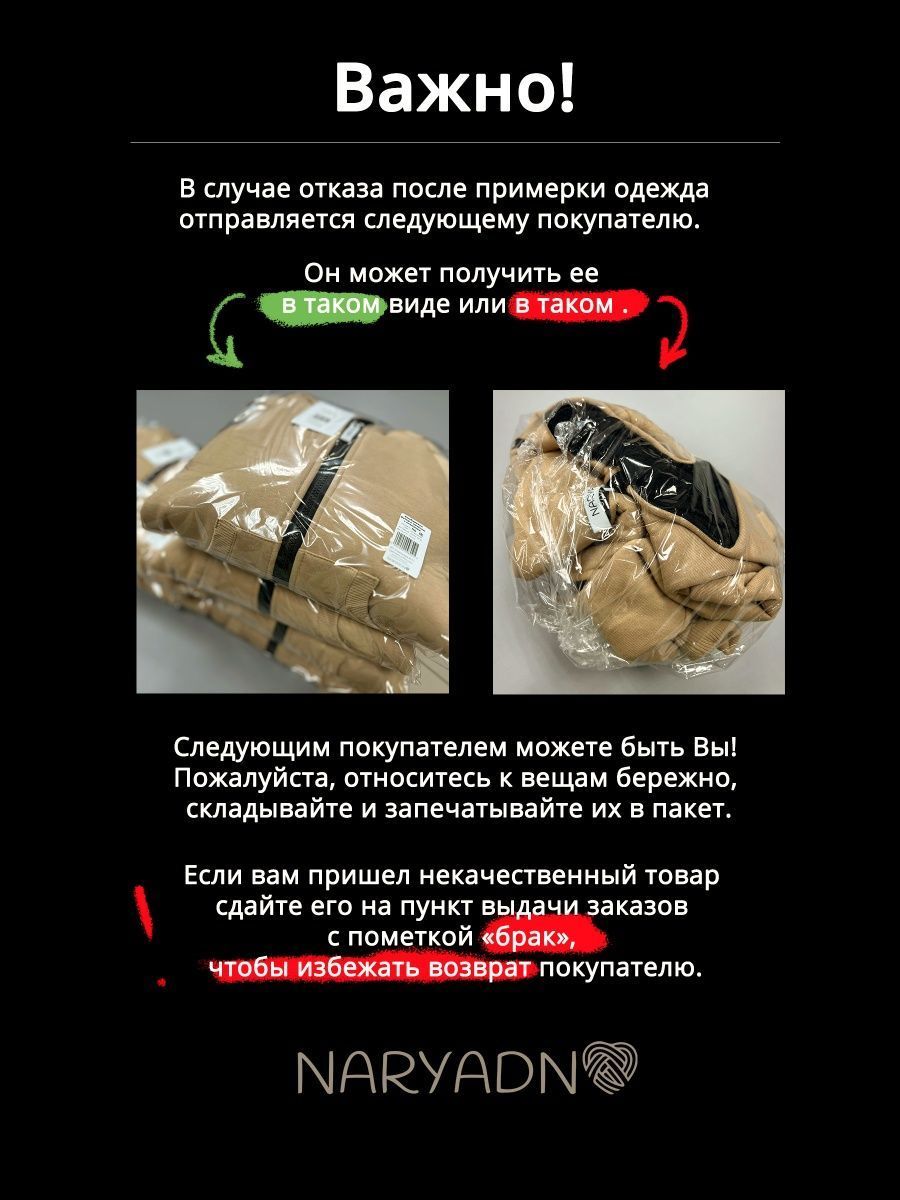 Важно!
В случае отказа после примерки одежда
отправляется следующему покупателю.
Он может получить ее
в таком виде или в таком .
Следующим покупателем можете быть Вы!
Пожалуйста, относитесь к вещам бережно,
складывайте и запечатывайте их в пакет.
Если вам пришел некачественный товар
сдайте его на пункт выдачи заказов
с пометкой «брак»,
чтобы избежать возврат покупателю.
NARYADNO